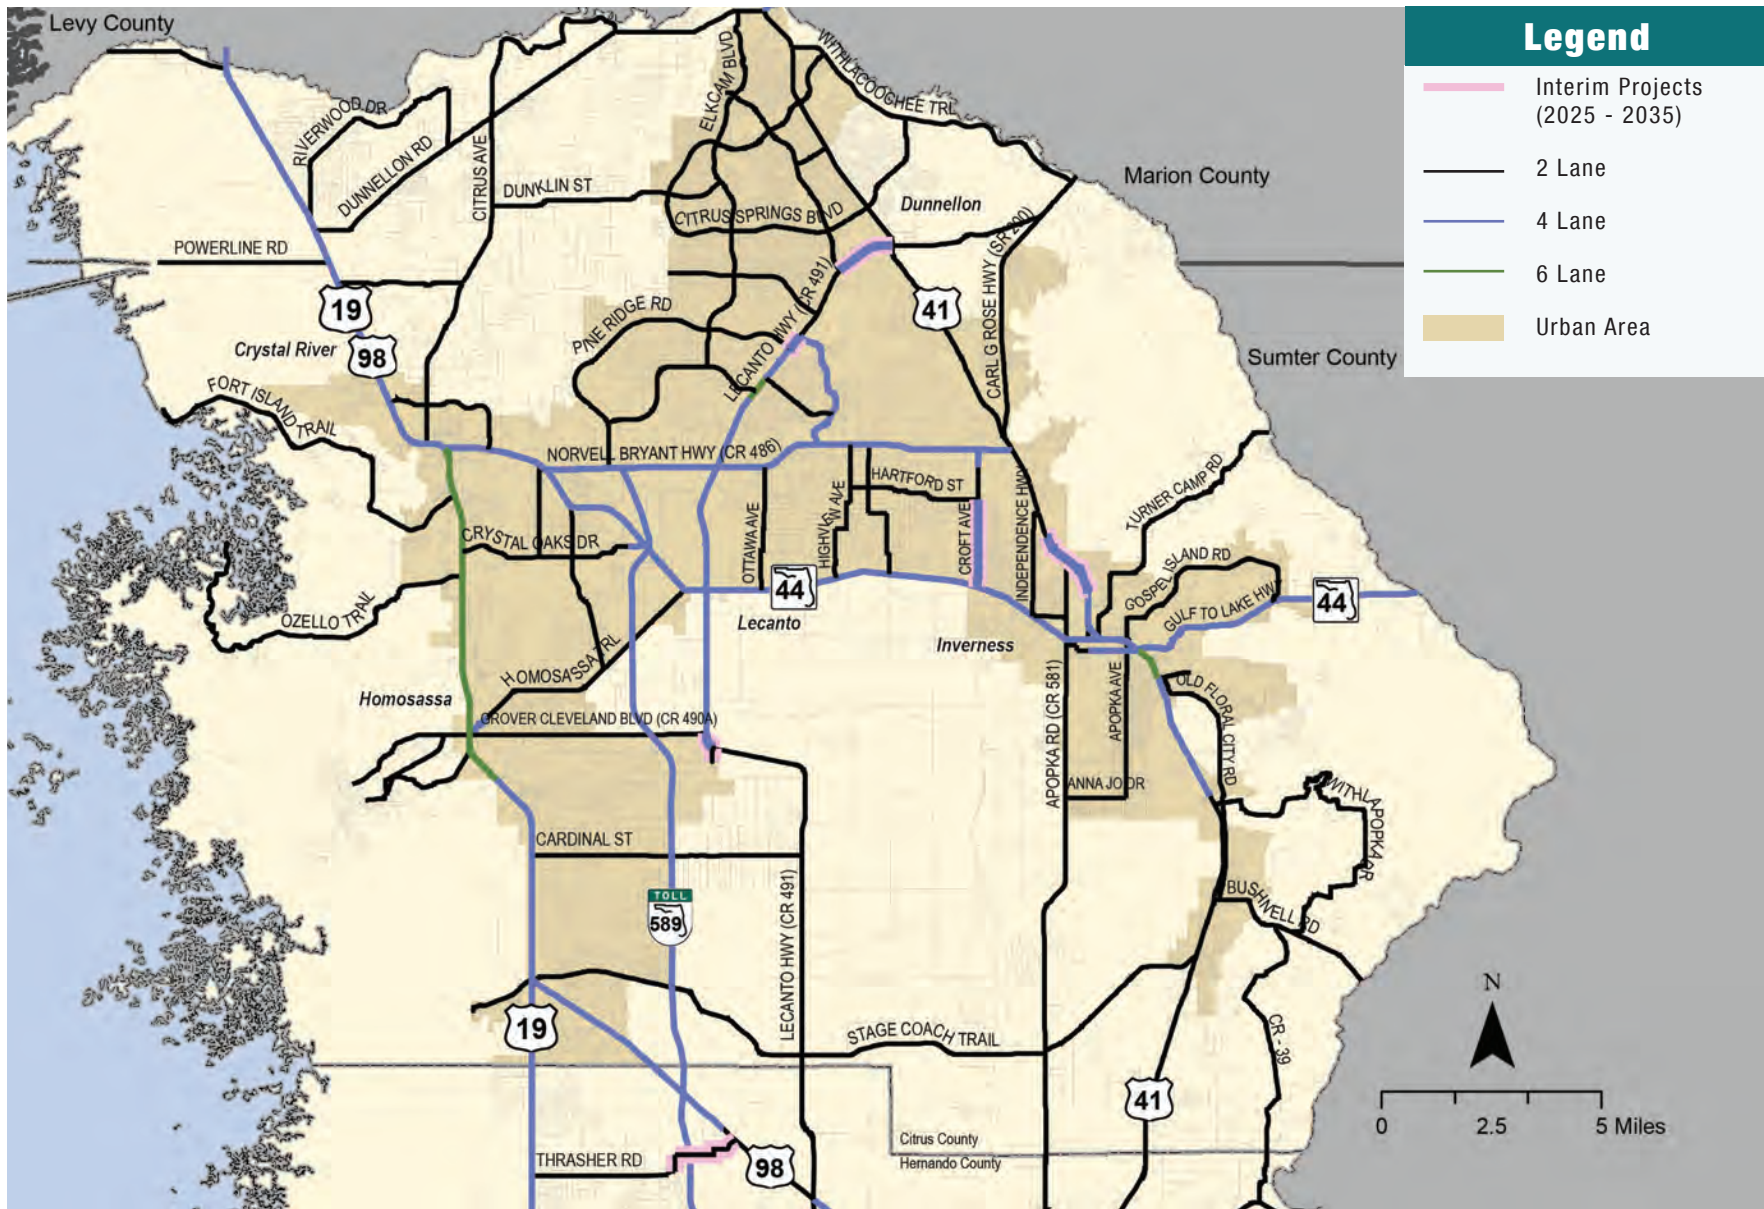 Levy County
Legend
Interim Projects
(2025 - 2035)
2 Lane
4 Lane
6 Lane
Urban Area
WITHLACOOCHEE TRL
ELKCAM BLVD
RIVERWOOD DR
DUNNELLON RD
CITRUS AVE
DUNKLIN ST
CITRUS SPRINGS BLVD
Dunnellon
Marion County
POWERLINE RD
CARL G ROSE HWY (SR 200)
LECANTO HWY (CR 491)
19
41
PINE RIDGE RD
Crystal River
98
Sumter County
FORT ISLAND TRAIL
NORVELL BRYANT HWY (CR 486)
HARTFORD ST
TURNER CAMP RD
INDEPENDENCE HWY
CRYSTAL OAKS DR
OTTAWA AVE
HIGHVIEW AVE
CROFT AVE
GOSPEL ISLAND RD
44
44
GULF TO LAKE HWY
OZELLO TRAIL
Lecanto
Inverness
HOMOSASSA TRL
Homosassa
OLD FLORAL CITY RD
APOPKA AVE
GROVER CLEVELAND BLVD (CR 490A)
APOPKA RD (CR 581)
ANNA JO DR
WITHLAPOPKA DR
CARDINAL ST
TOLL
589
BUSHNELL RD
LECANTO HWY (CR 491)
19
STAGE COACH TRAIL
CR - 39
N
41
0 2.5 5 Miles
Citrus County
Hernando County
THRASHER RD
98